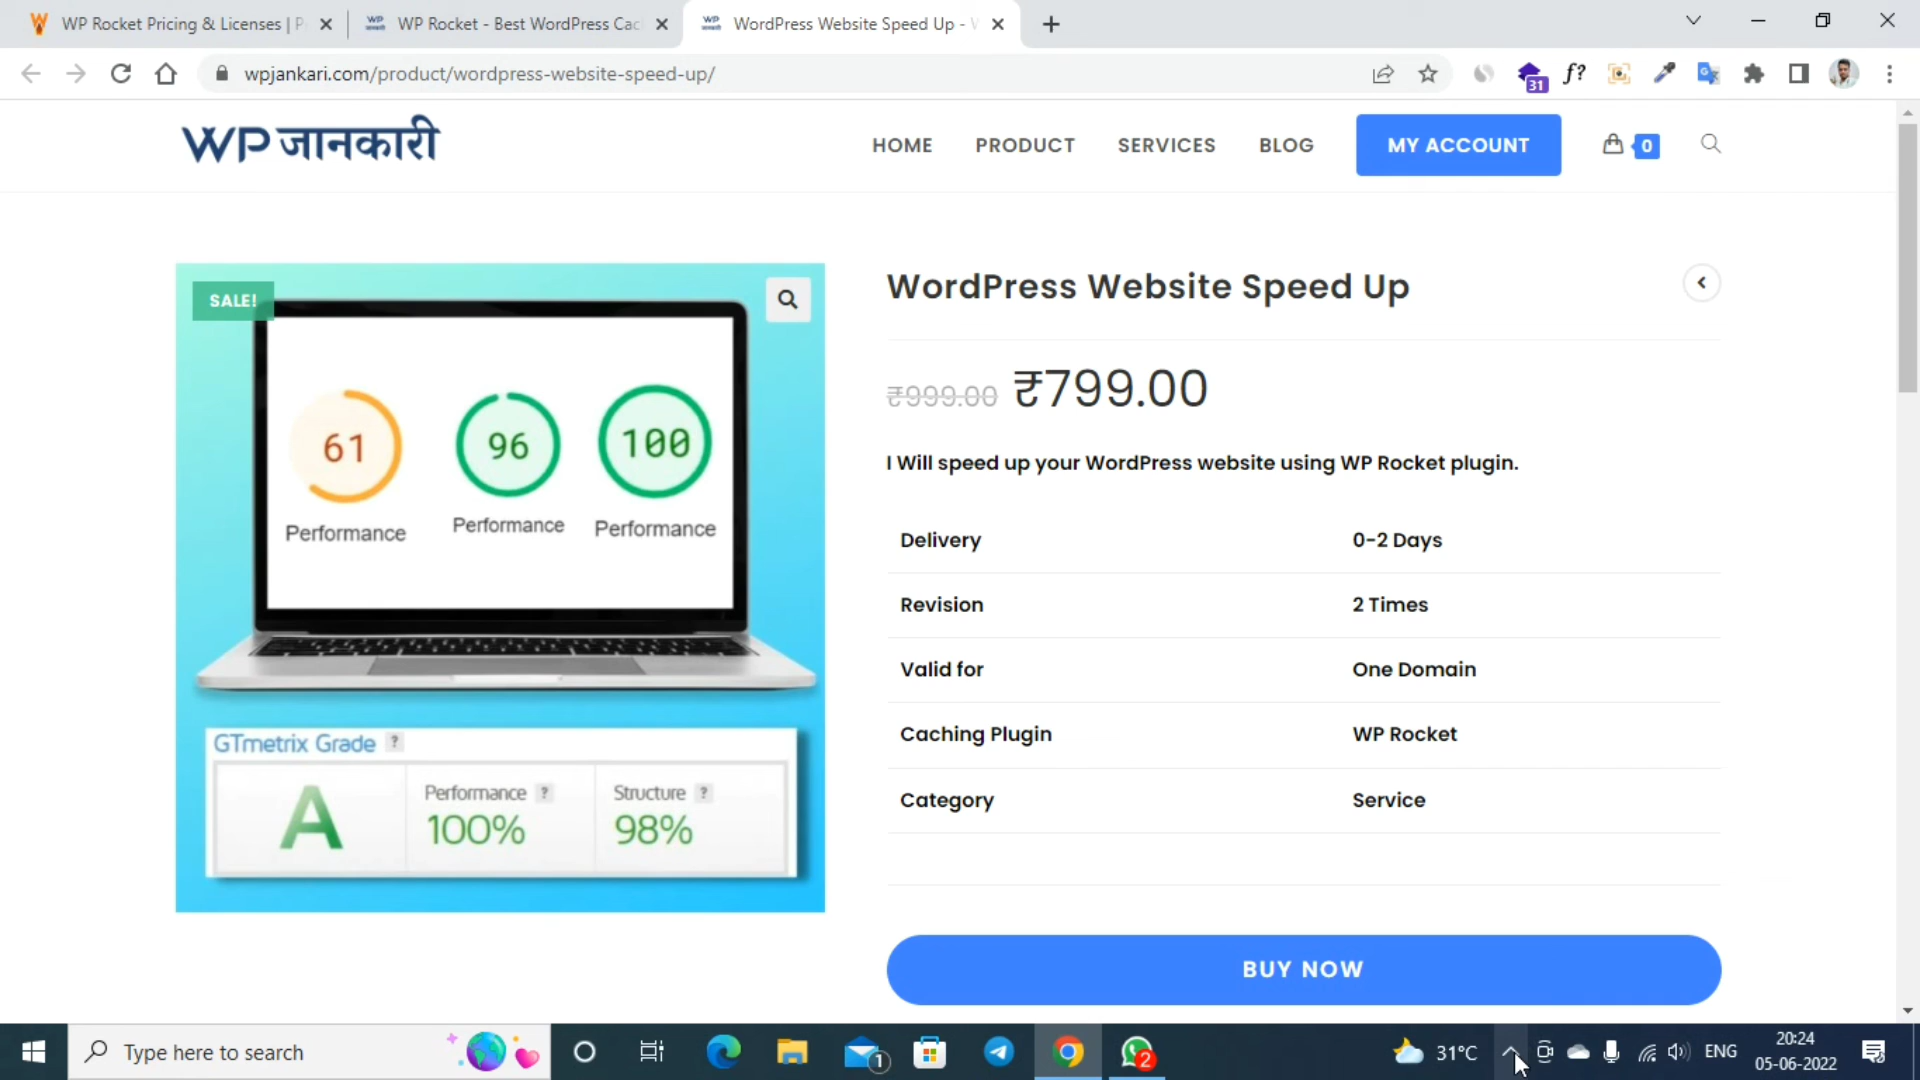 WP Rocket Pricing & Licenses | P
WP Rocket - Best WordPress Cac
WordPress Website Speed Up - W
wpjankari.com/product/wordpress-website-speed-up/
31
f?
WP जानकारी
HOME
PRODUCT
SERVICES
BLOG
MY ACCOUNT
0
SALE!
61
96
100
Performance
Performance
Performance
GTmetrix Grade ?
A
Performance ?
100%
Structure ?
98%
WordPress Website Speed Up
₹999.00 ₹799.00
I Will speed up your WordPress website using WP Rocket plugin.
Delivery 0-2 Days
Revision 2 Times
Valid for One Domain
Caching Plugin WP Rocket
Category Service
BUY NOW
Type here to search
1
2
31°C
ENG
20:24
05-06-2022